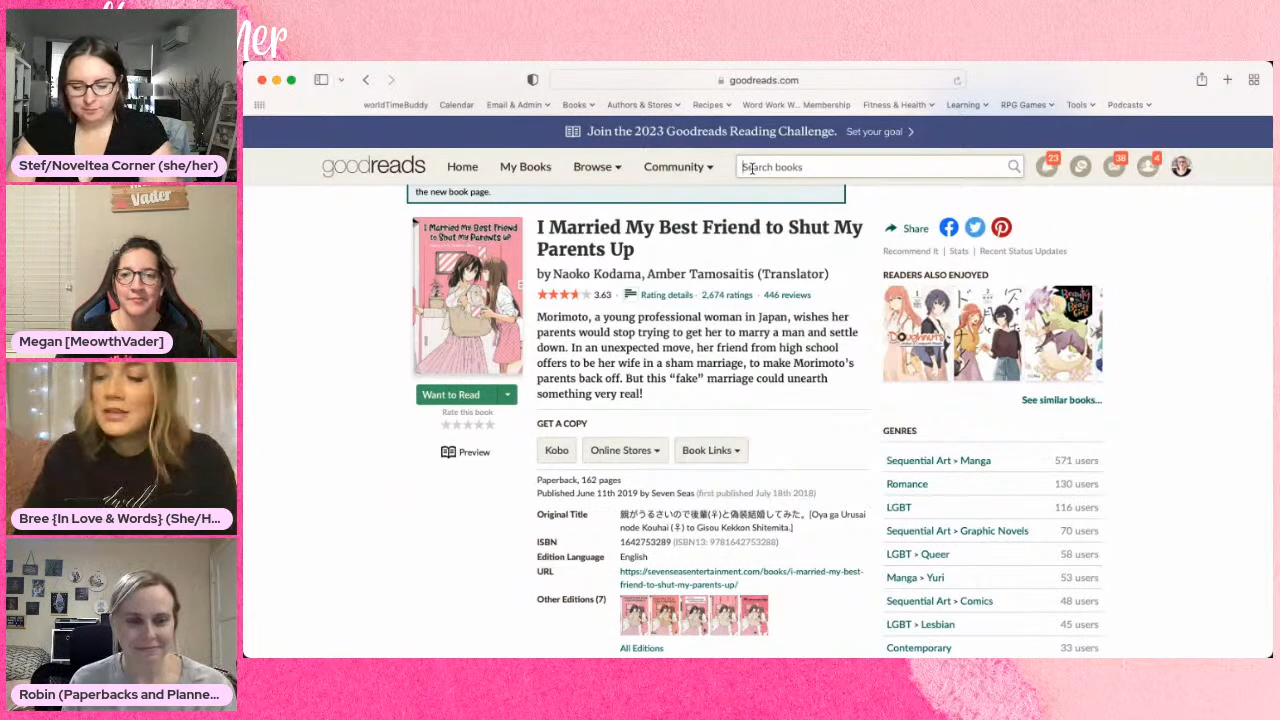 Mer
Vader
Stef/Noveltea Corner (she/her)
Megan [MeowthVader]
dwell
Bree {In Love & Words} (She/H...
Robin (Paperbacks and Planne...
goodreads.com
worldTimeBuddy Calendar Email & Admin Books Authors & Stores Recipes Word Work W... Membership Fitness & Health Learning RPG Games Tools Podcasts
Join the 2023 Goodreads Reading Challenge. Set your goal
goodreads Home My Books Browse Community Search books 23 38 4
the new book page.
I Married My Best Friend
to Shut My Parents Up
I Married My Best Friend to Shut My
Parents Up
by Naoko Kodama, Amber Tamosaitis (Translator)
3.63 · Rating details · 2,674 ratings · 446 reviews
Morimoto, a young professional woman in Japan, wishes her
parents would stop trying to get her to marry a man and settle
down. In an unexpected move, her friend from high school
offers to be her wife in a sham marriage, to make Morimoto's
parents back off. But this “fake” marriage could unearth
something very real!
Want to Read
Rate this book
Preview
GET A COPY
Kobo Online Stores Book Links
Paperback, 162 pages
Published June 11th 2019 by Seven Seas (first published July 18th 2018)
Original Title 親がうるさいので後輩(♀)と偽装結婚してみた。[Oya ga Urusai
node Kouhai (♀) to Gisou Kekkon Shitemita.]
ISBN 1642753289 (ISBN13: 9781642753288)
Edition Language English
URL https://sevenseasentertainment.com/books/i-married-my-best-
friend-to-shut-my-parents-up/
Other Editions (7)
All Editions
Share
Recommend It | Stats | Recent Status Updates
READERS ALSO ENJOYED
DOUGHNUTS
See similar books...
GENRES
Sequential Art > Manga 571 users
Romance 130 users
LGBT 116 users
Sequential Art > Graphic Novels 70 users
LGBT > Queer 58 users
Manga > Yuri 53 users
Sequential Art > Comics 48 users
LGBT > Lesbian 45 users
Contemporary 33 users